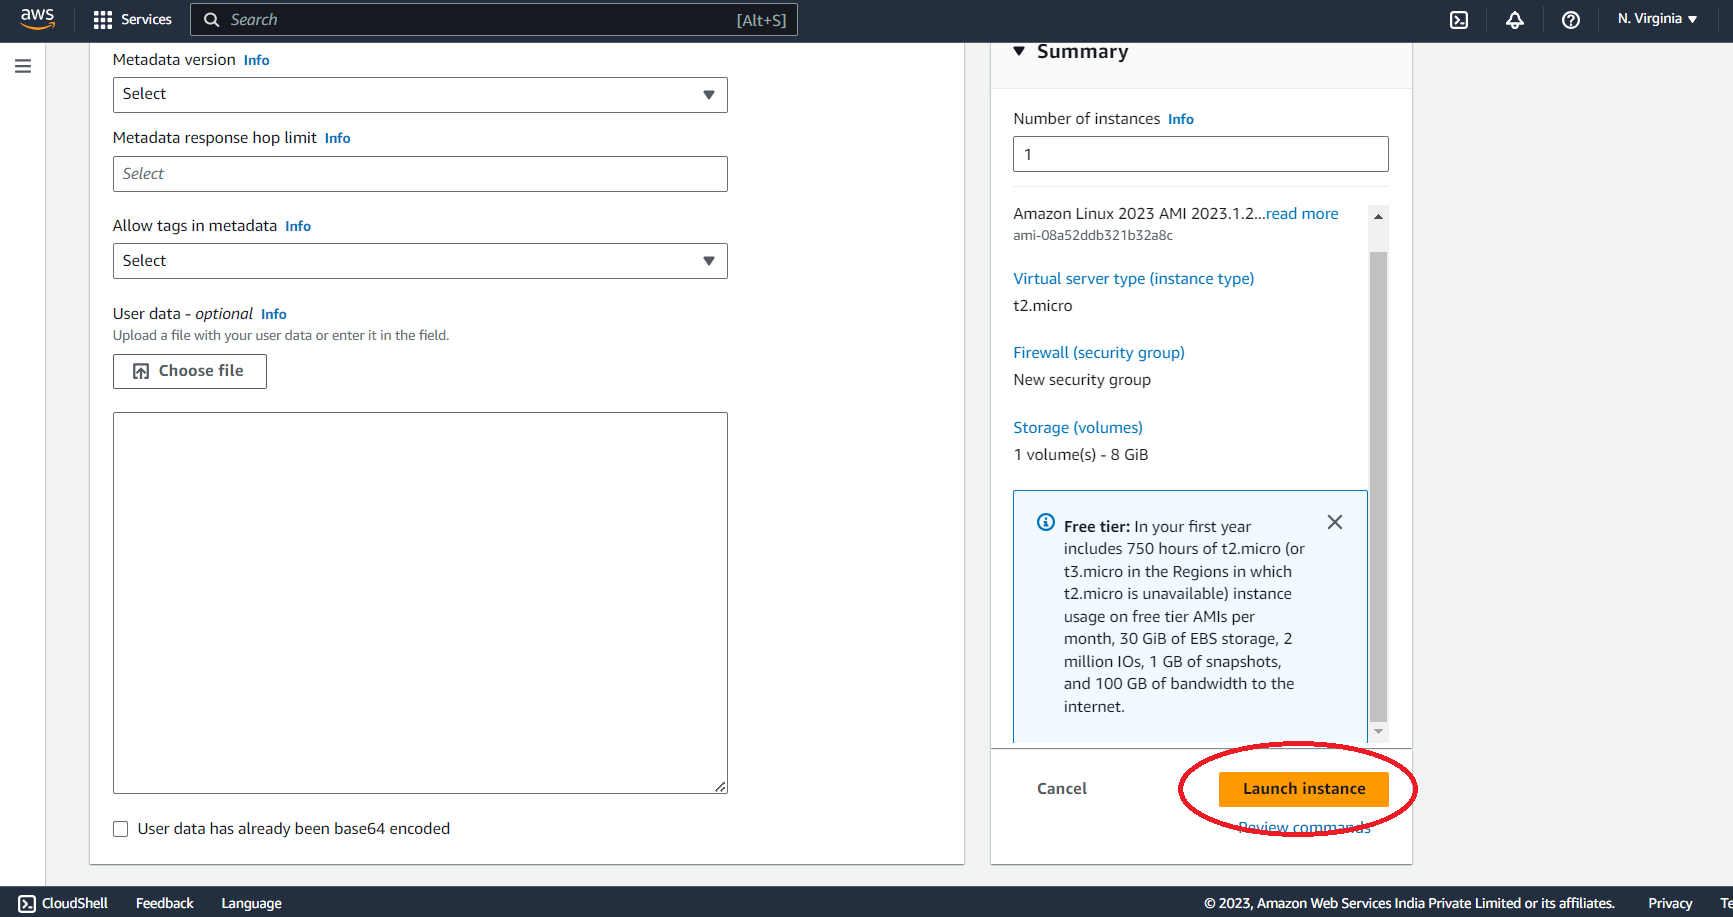 aws
Services
Search
[Alt+S]
N. Virginia
Metadata version Info
Select
Metadata response hop limit Info
Select
Allow tags in metadata Info
Select
User data - optional Info
Upload a file with your user data or enter it in the field.
Choose file
User data has already been base64 encoded
Summary
Number of instances Info
1
Amazon Linux 2023 AMI 2023.1.2...read more
ami-08a52ddb321b32a8c
Virtual server type (instance type)
t2.micro
Firewall (security group)
New security group
Storage (volumes)
1 volume(s) - 8 GiB
Free tier: In your first year
includes 750 hours of t2.micro (or
t3.micro in the Regions in which
t2.micro is unavailable) instance
usage on free tier AMIs per
month, 30 GiB of EBS storage, 2
million IOs, 1 GB of snapshots,
and 100 GB of bandwidth to the
internet.
Cancel
Launch instance
Review commands
CloudShell
Feedback
Language
© 2023, Amazon Web Services India Private Limited or its affiliates.
Privacy